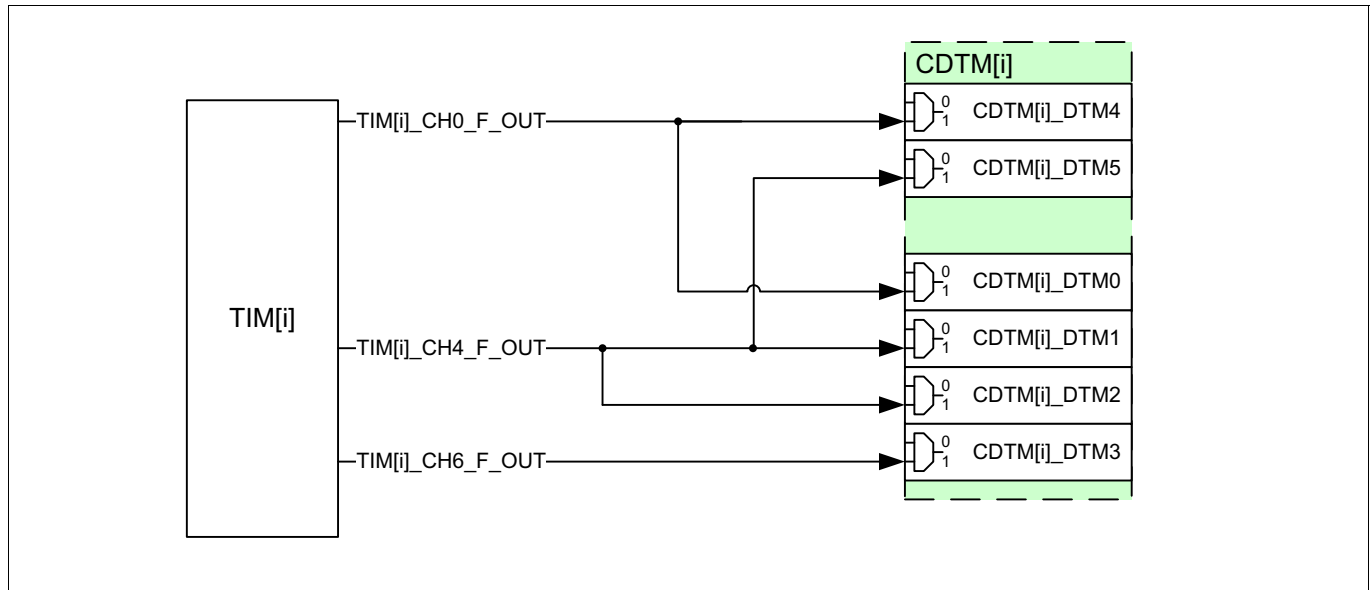 CDTM[i]
TIM[i]_CH0_F_OUT
0
1
CDTM[i]_DTM4
0
1
CDTM[i]_DTM5
0
1
CDTM[i]_DTM0
TIM[i]
TIM[i]_CH4_F_OUT
0
1
CDTM[i]_DTM1
0
1
CDTM[i]_DTM2
TIM[i]_CH6_F_OUT
0
1
CDTM[i]_DTM3